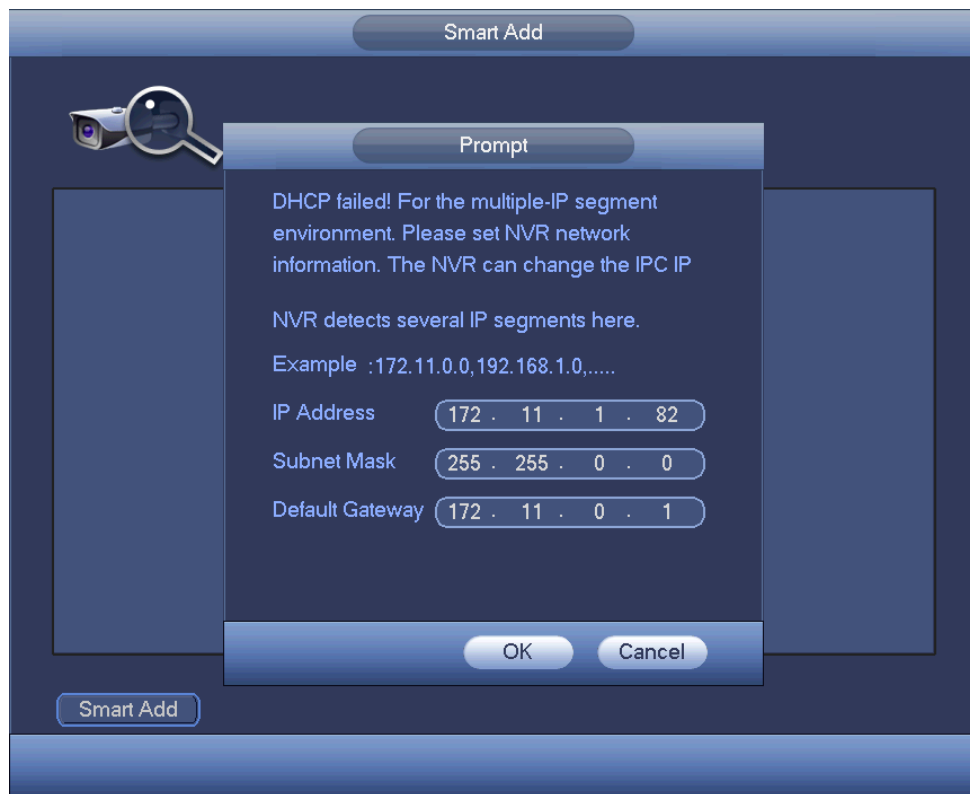 Smart Add
Prompt
DHCP failed! For the multiple-IP segment
environment. Please set NVR network
information. The NVR can change the IPC IP
NVR detects several IP segments here.
Example :172.11.0.0,192.168.1.0,.....
IP Address 172 . 11 . 1 . 82
Subnet Mask 255 . 255 . 0 . 0
Default Gateway 172 . 11 . 0 . 1
OK Cancel
Smart Add